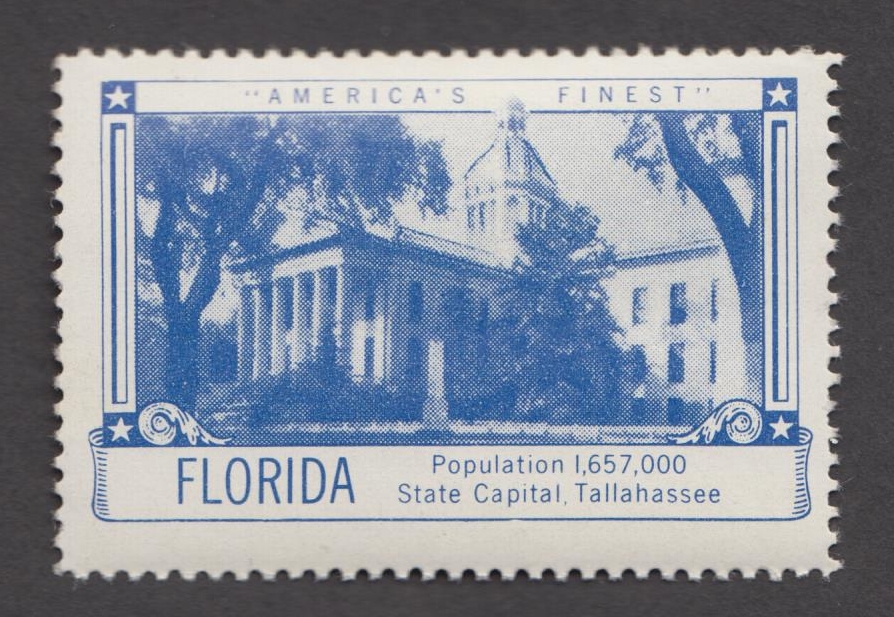 "AMERICA'S FINEST"
FLORIDA
Population 1,657,000
State Capital, Tallahassee